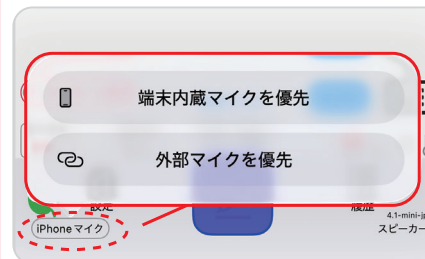 端末内蔵マイクを優先
外部マイクを優先
設定
履歴
iPhoneマイク
4.1-mini-j
スピーカー